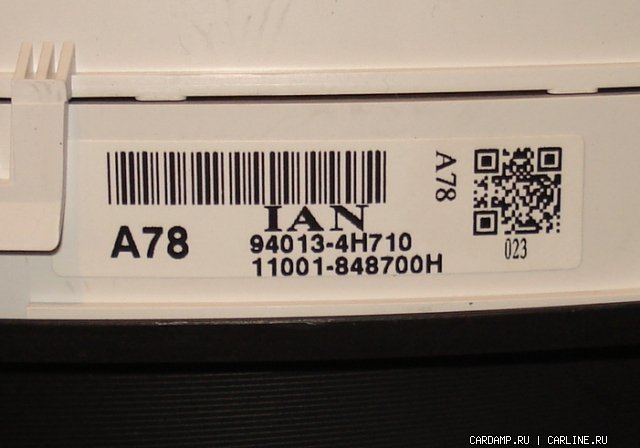 IAN
A78
94013-4H710
11001-848700H
A78
023
CARDAMP.RU | CARLINE.RU